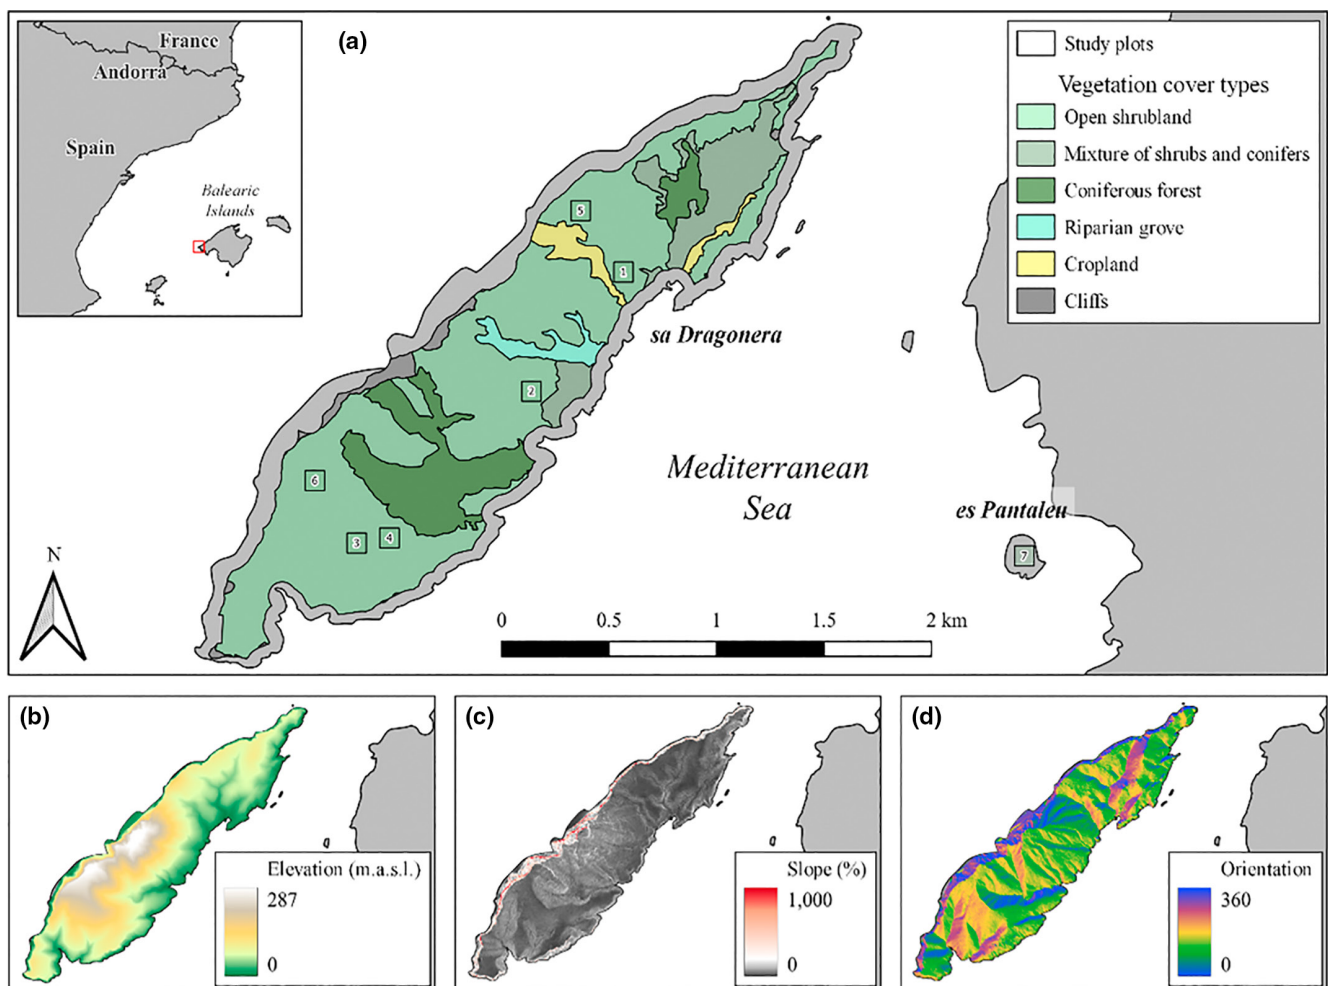 (a)
France
Andorra
Spain
Balearic
Islands
Study plots
Vegetation cover types
Open shrubland
Mixture of shrubs and conifers
Coniferous forest
Riparian grove
Cropland
Cliffs
5
1
sa Dragonera
2
Mediterranean
Sea
6
3
4
es Pantaleu
7
N
0 0.5 1 1.5 2 km
(b)
Elevation (m.a.s.l.)
287
0
(c)
Slope (%)
1,000
0
(d)
Orientation
360
0